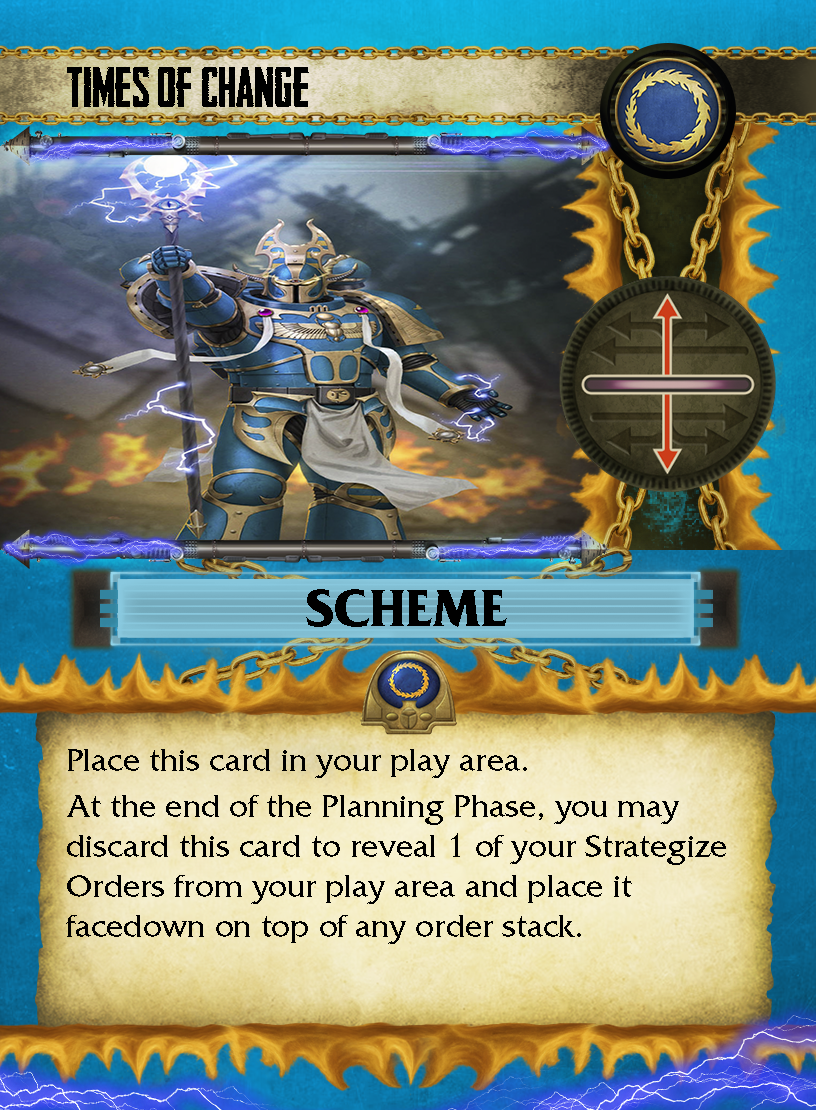 TIMES OF CHANGE
SCHEME
Place this card in your play area.
At the end of the Planning Phase, you may
discard this card to reveal 1 of your Strategize
Orders from your play area and place it
facedown on top of any order stack.